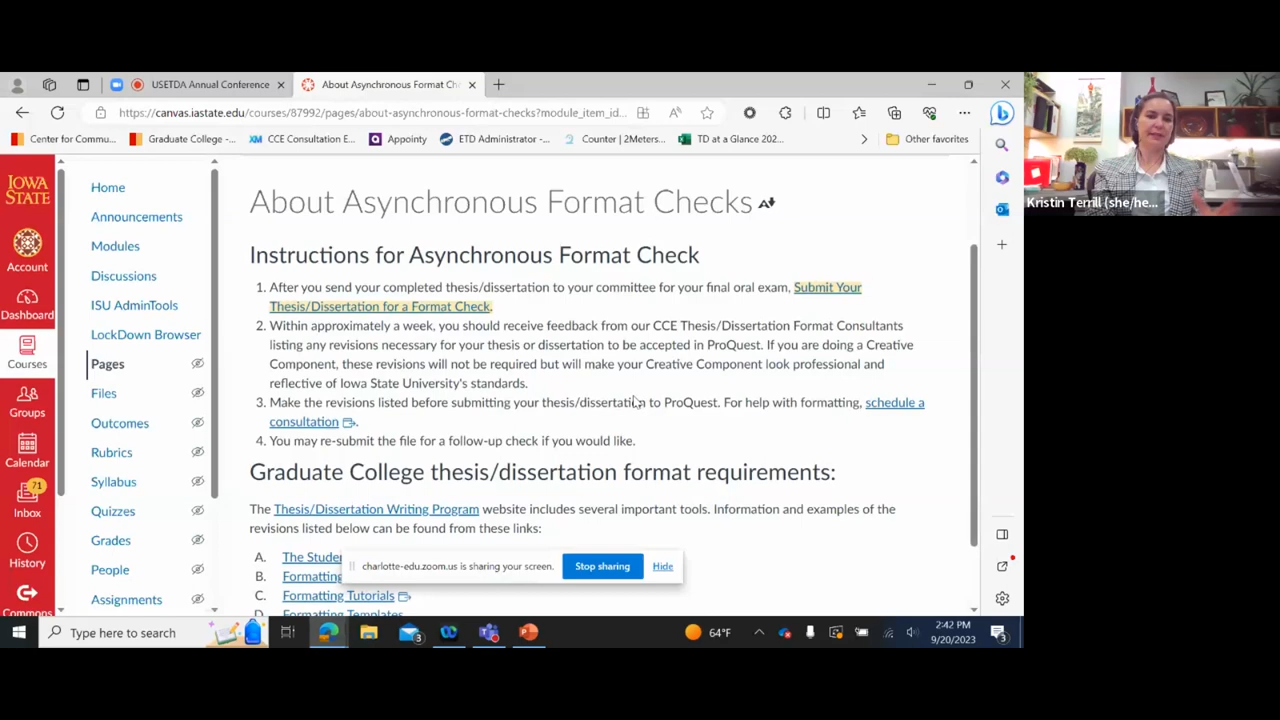 USETDA Annual Conference
About Asynchronous Format Ch
https://canvas.iastate.edu/courses/87992/pages/about-asynchronous-format-checks?module_item_id...
Center for Commu...
Graduate College -...
CCE Consultation E...
Appointy
ETD Administrator -...
Counter | 2Meters...
TD at a Glance 202...
Other favorites
IOWA STATE
Account
Dashboard
Courses
Groups
Calendar
71
Inbox
History
Commons
Home
Announcements
Modules
Discussions
ISU AdminTools
LockDown Browser
Pages
Files
Outcomes
Rubrics
Syllabus
Quizzes
Grades
People
Assignments
About Asynchronous Format Checks
Instructions for Asynchronous Format Check
1. After you send your completed thesis/dissertation to your committee for your final oral exam, Submit Your
Thesis/Dissertation for a Format Check.
2. Within approximately a week, you should receive feedback from our CCE Thesis/Dissertation Format Consultants
listing any revisions necessary for your thesis or dissertation to be accepted in ProQuest. If you are doing a Creative
Component, these revisions will not be required but will make your Creative Component look professional and
reflective of Iowa State University's standards.
3. Make the revisions listed before submitting your thesis/dissertation to ProQuest. For help with formatting, schedule a
consultation.
4. You may re-submit the file for a follow-up check if you would like.
Graduate College thesis/dissertation format requirements:
The Thesis/Dissertation Writing Program website includes several important tools. Information and examples of the
revisions listed below can be found from these links:
A. The Studen
B. Formatting
C. Formatting Tutorials
D. Formatting Templates
charlotte-edu.zoom.us is sharing your screen.
Stop sharing
Hide
Kristin Terrill (she/he...
Type here to search
3
64°F
2:42 PM
9/20/2023
3